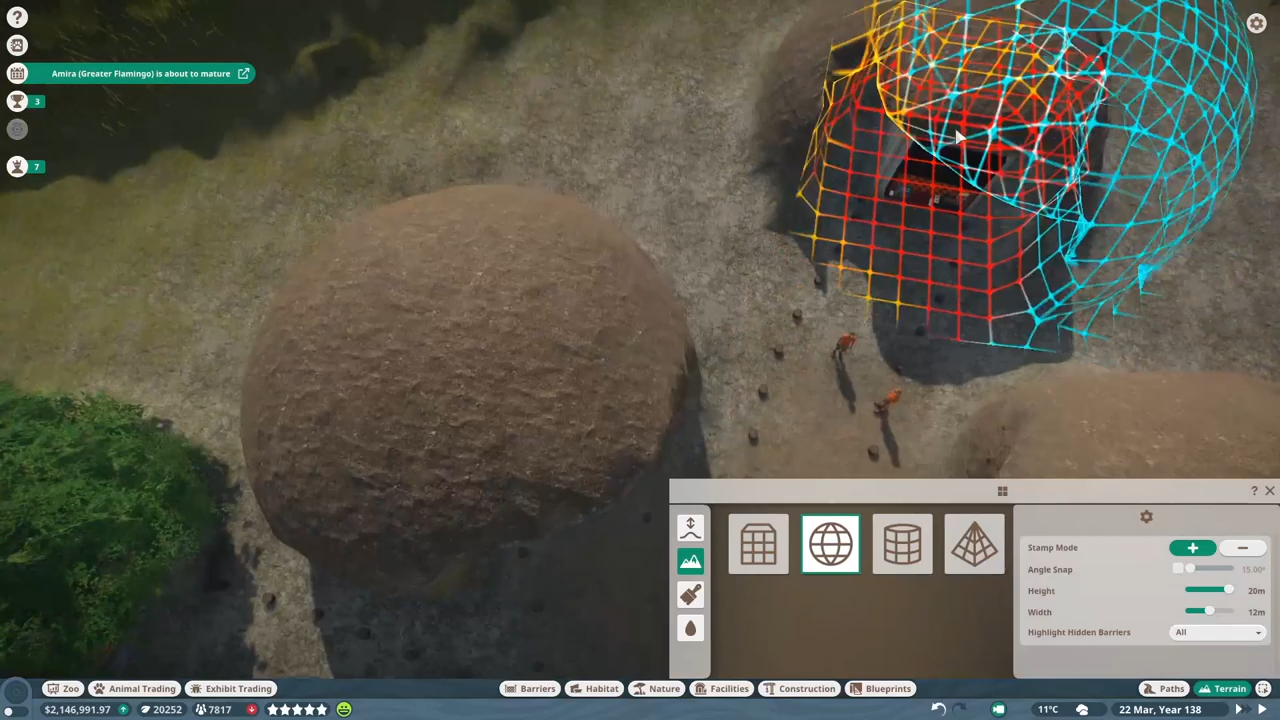 ?
Amira (Greater Flamingo) is about to mature
3
7
? ×
Stamp Mode + −
Angle Snap 15.00°
Height 20m
Width 12m
Highlight Hidden Barriers All
Zoo Animal Trading Exhibit Trading Barriers Habitat Nature Facilities Construction Blueprints Paths Terrain
$2,146,991.97 20252 7817 11°C 22 Mar, Year 138